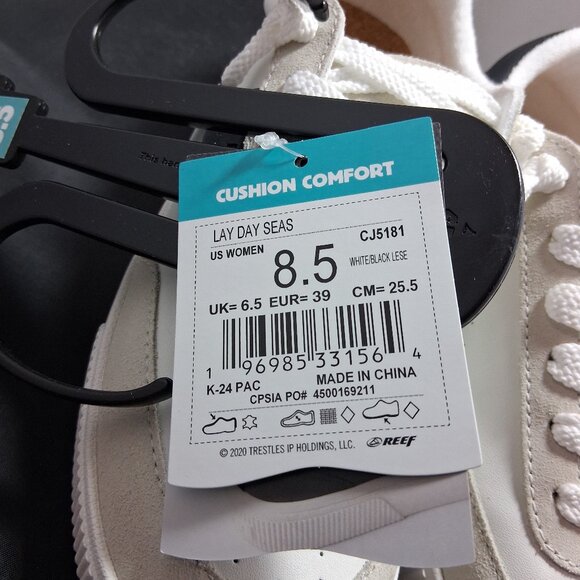 CUSHION COMFORT
LAY DAY SEAS
US WOMEN
CJ5181
8.5
WHITE/BLACK LESE
UK= 6.5 EUR= 39 CM= 25.5
1 96985 33156 4
K-24 PAC MADE IN CHINA
CPSIA PO# 4500169211
© 2020 TRESTLES IP HOLDINGS, LLC. REEF
This